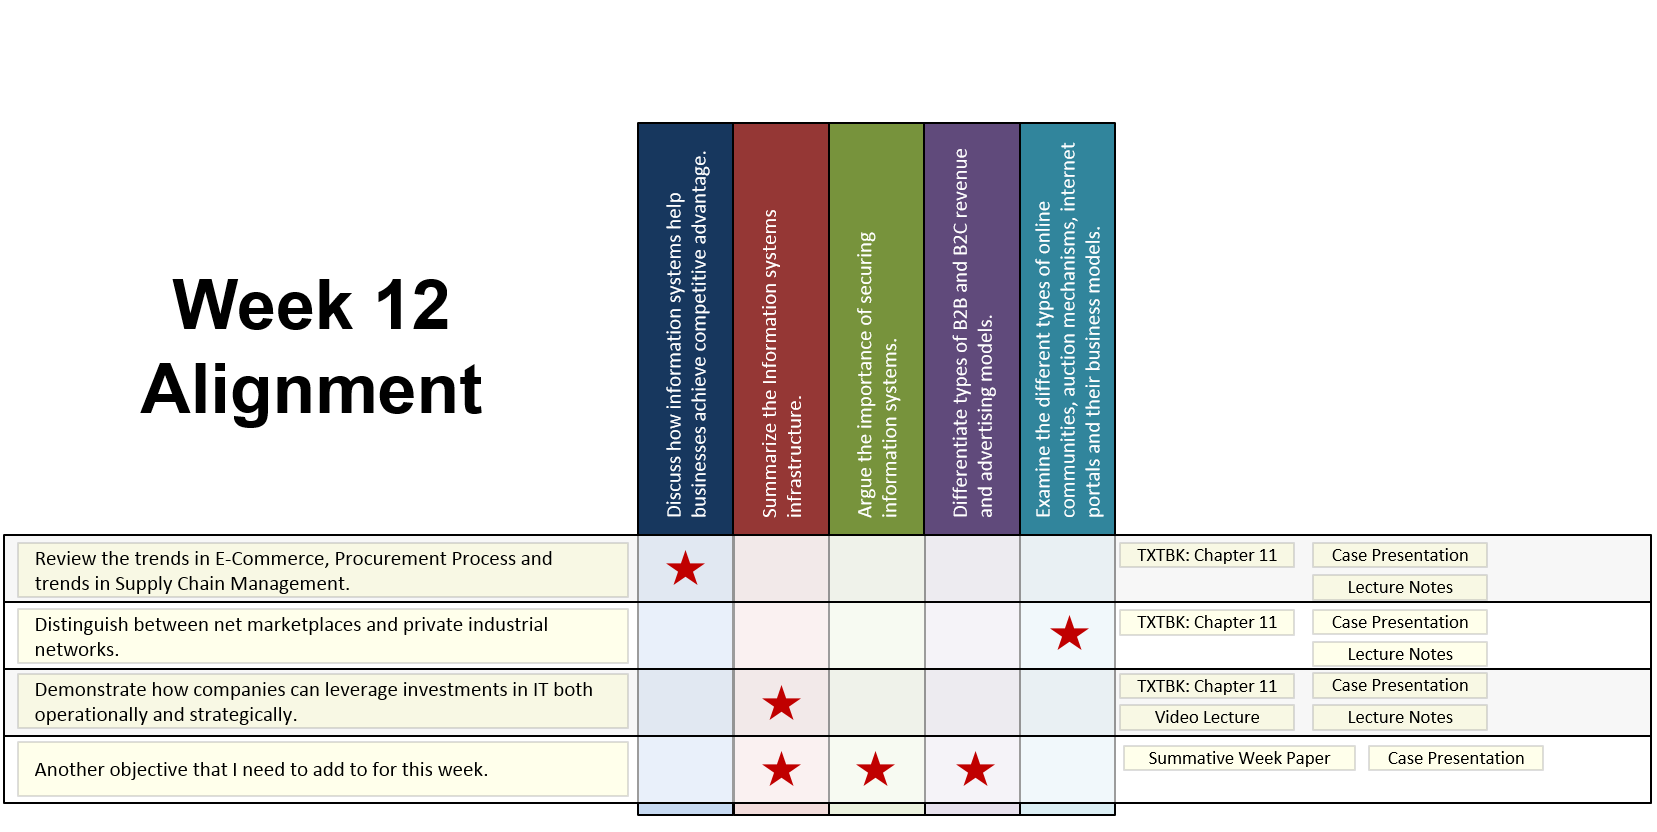 Week 12
Alignment
Discuss how information systems help
businesses achieve competitive advantage.
Summarize the Information systems
infrastructure.
Argue the importance of securing
information systems.
Differentiate types of B2B and B2C revenue
and advertising models.
Examine the different types of online
communities, auction mechanisms, internet
portals and their business models.
Review the trends in E-Commerce, Procurement Process and
trends in Supply Chain Management.
TXTBK: Chapter 11
Case Presentation
Lecture Notes
Distinguish between net marketplaces and private industrial
networks.
TXTBK: Chapter 11
Case Presentation
Lecture Notes
Demonstrate how companies can leverage investments in IT both
operationally and strategically.
TXTBK: Chapter 11
Case Presentation
Video Lecture
Lecture Notes
Another objective that I need to add to for this week.
Summative Week Paper
Case Presentation